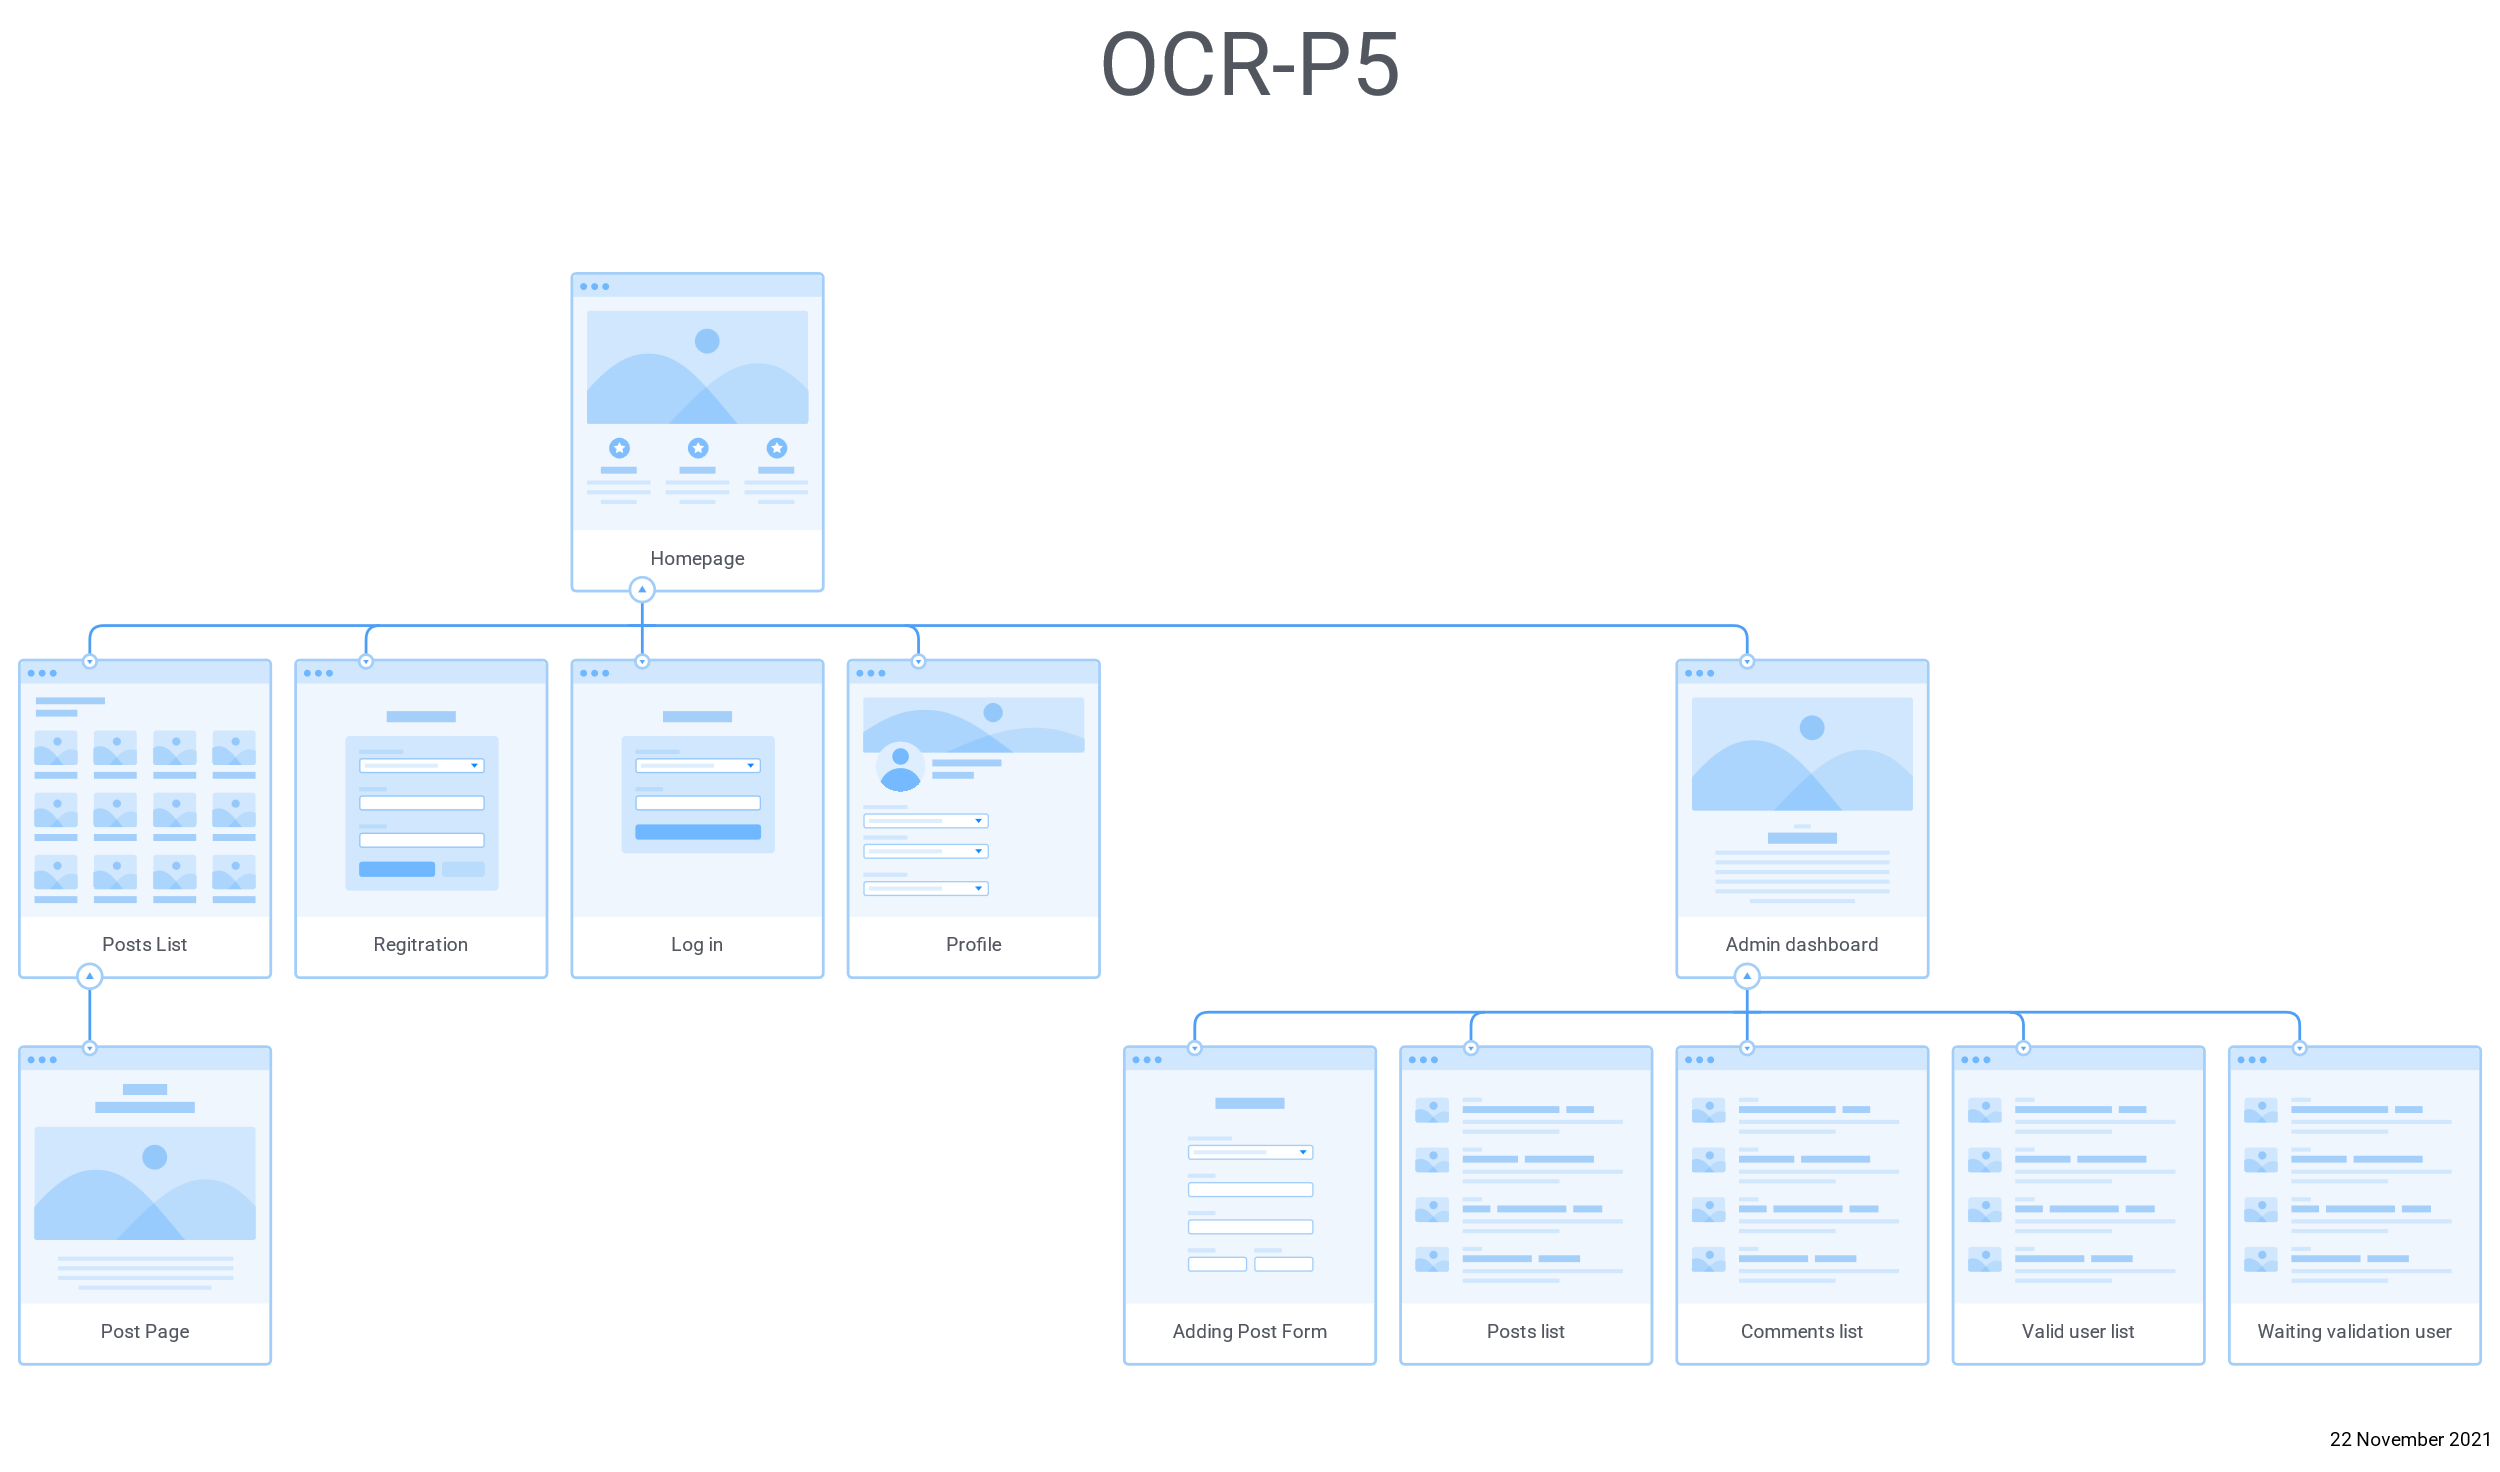 OCR-P5
Homepage
Posts List
Regitration
Log in
Profile
Admin dashboard
Post Page
Adding Post Form
Posts list
Comments list
Valid user list
Waiting validation user
22 November 2021